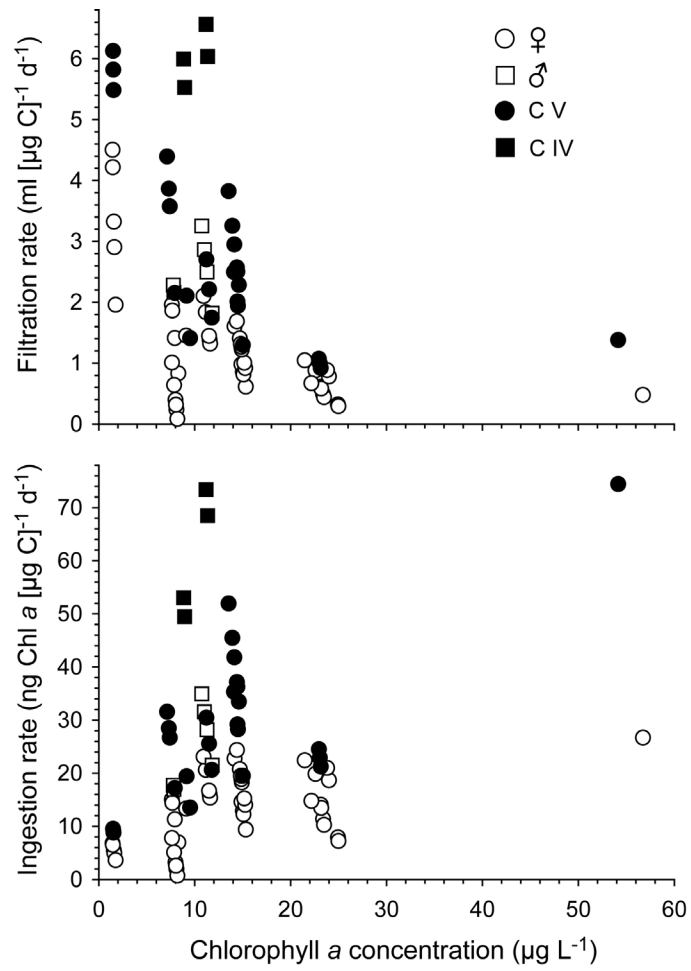 Filtration rate (ml [µg C]-1 d-1)
6
5
4
3
2
1
0
♀
♂
C V
C IV
Ingestion rate (ng Chl a [µg C]-1 d-1)
70
60
50
40
30
20
10
0
0 10 20 30 40 50 60
Chlorophyll a concentration (µg L-1)